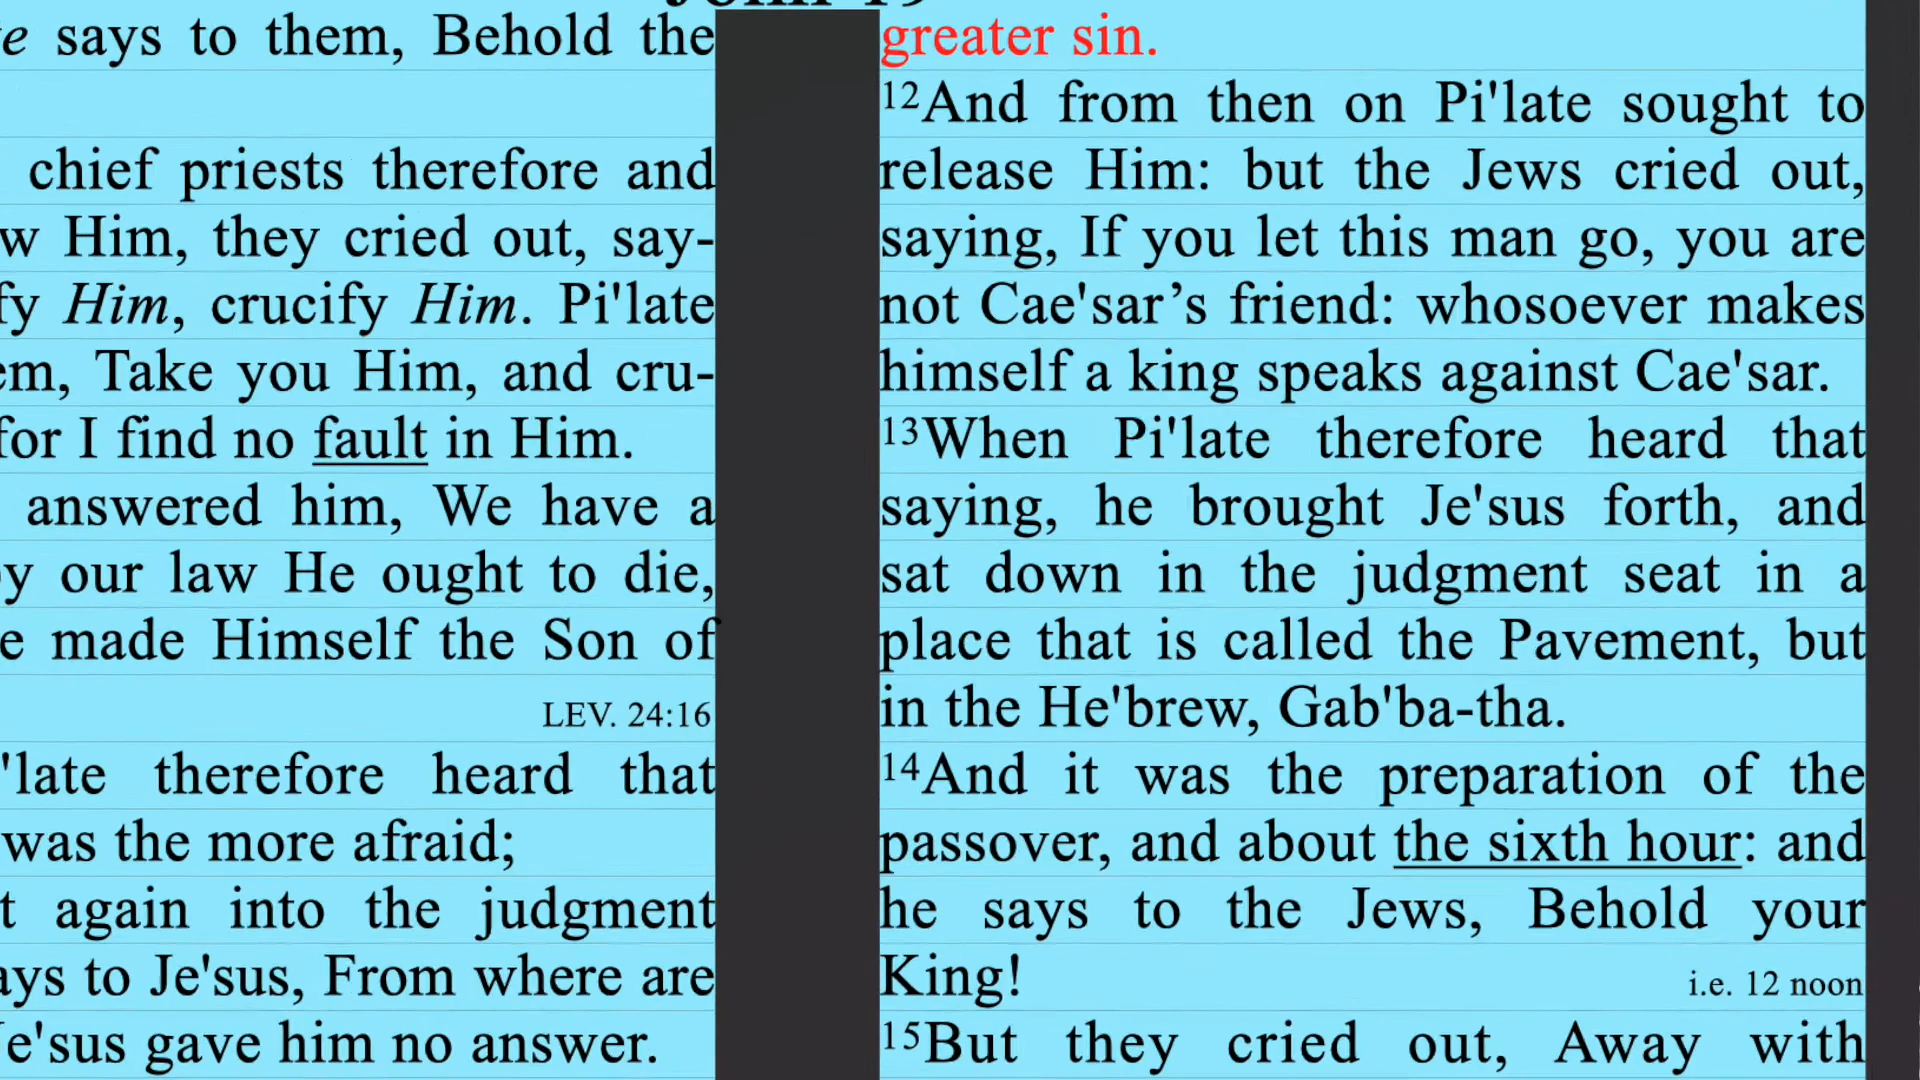 John 19
e says to them, Behold the
chief priests therefore and
w Him, they cried out, say-
fy Him, crucify Him. Pi'late
em, Take you Him, and cru-
for I find no fault in Him.
answered him, We have a
y our law He ought to die,
e made Himself the Son of
LEV. 24:16
'late therefore heard that
was the more afraid;
t again into the judgment
ays to Je'sus, From where are
Je'sus gave him no answer.
greater sin.
12And from then on Pi'late sought to
release Him: but the Jews cried out,
saying, If you let this man go, you are
not Cae'sar’s friend: whosoever makes
himself a king speaks against Cae'sar.
13When Pi'late therefore heard that
saying, he brought Je'sus forth, and
sat down in the judgment seat in a
place that is called the Pavement, but
in the He'brew, Gab'ba-tha.
14And it was the preparation of the
passover, and about the sixth hour: and
he says to the Jews, Behold your
King!
i.e. 12 noon
15But they cried out, Away with